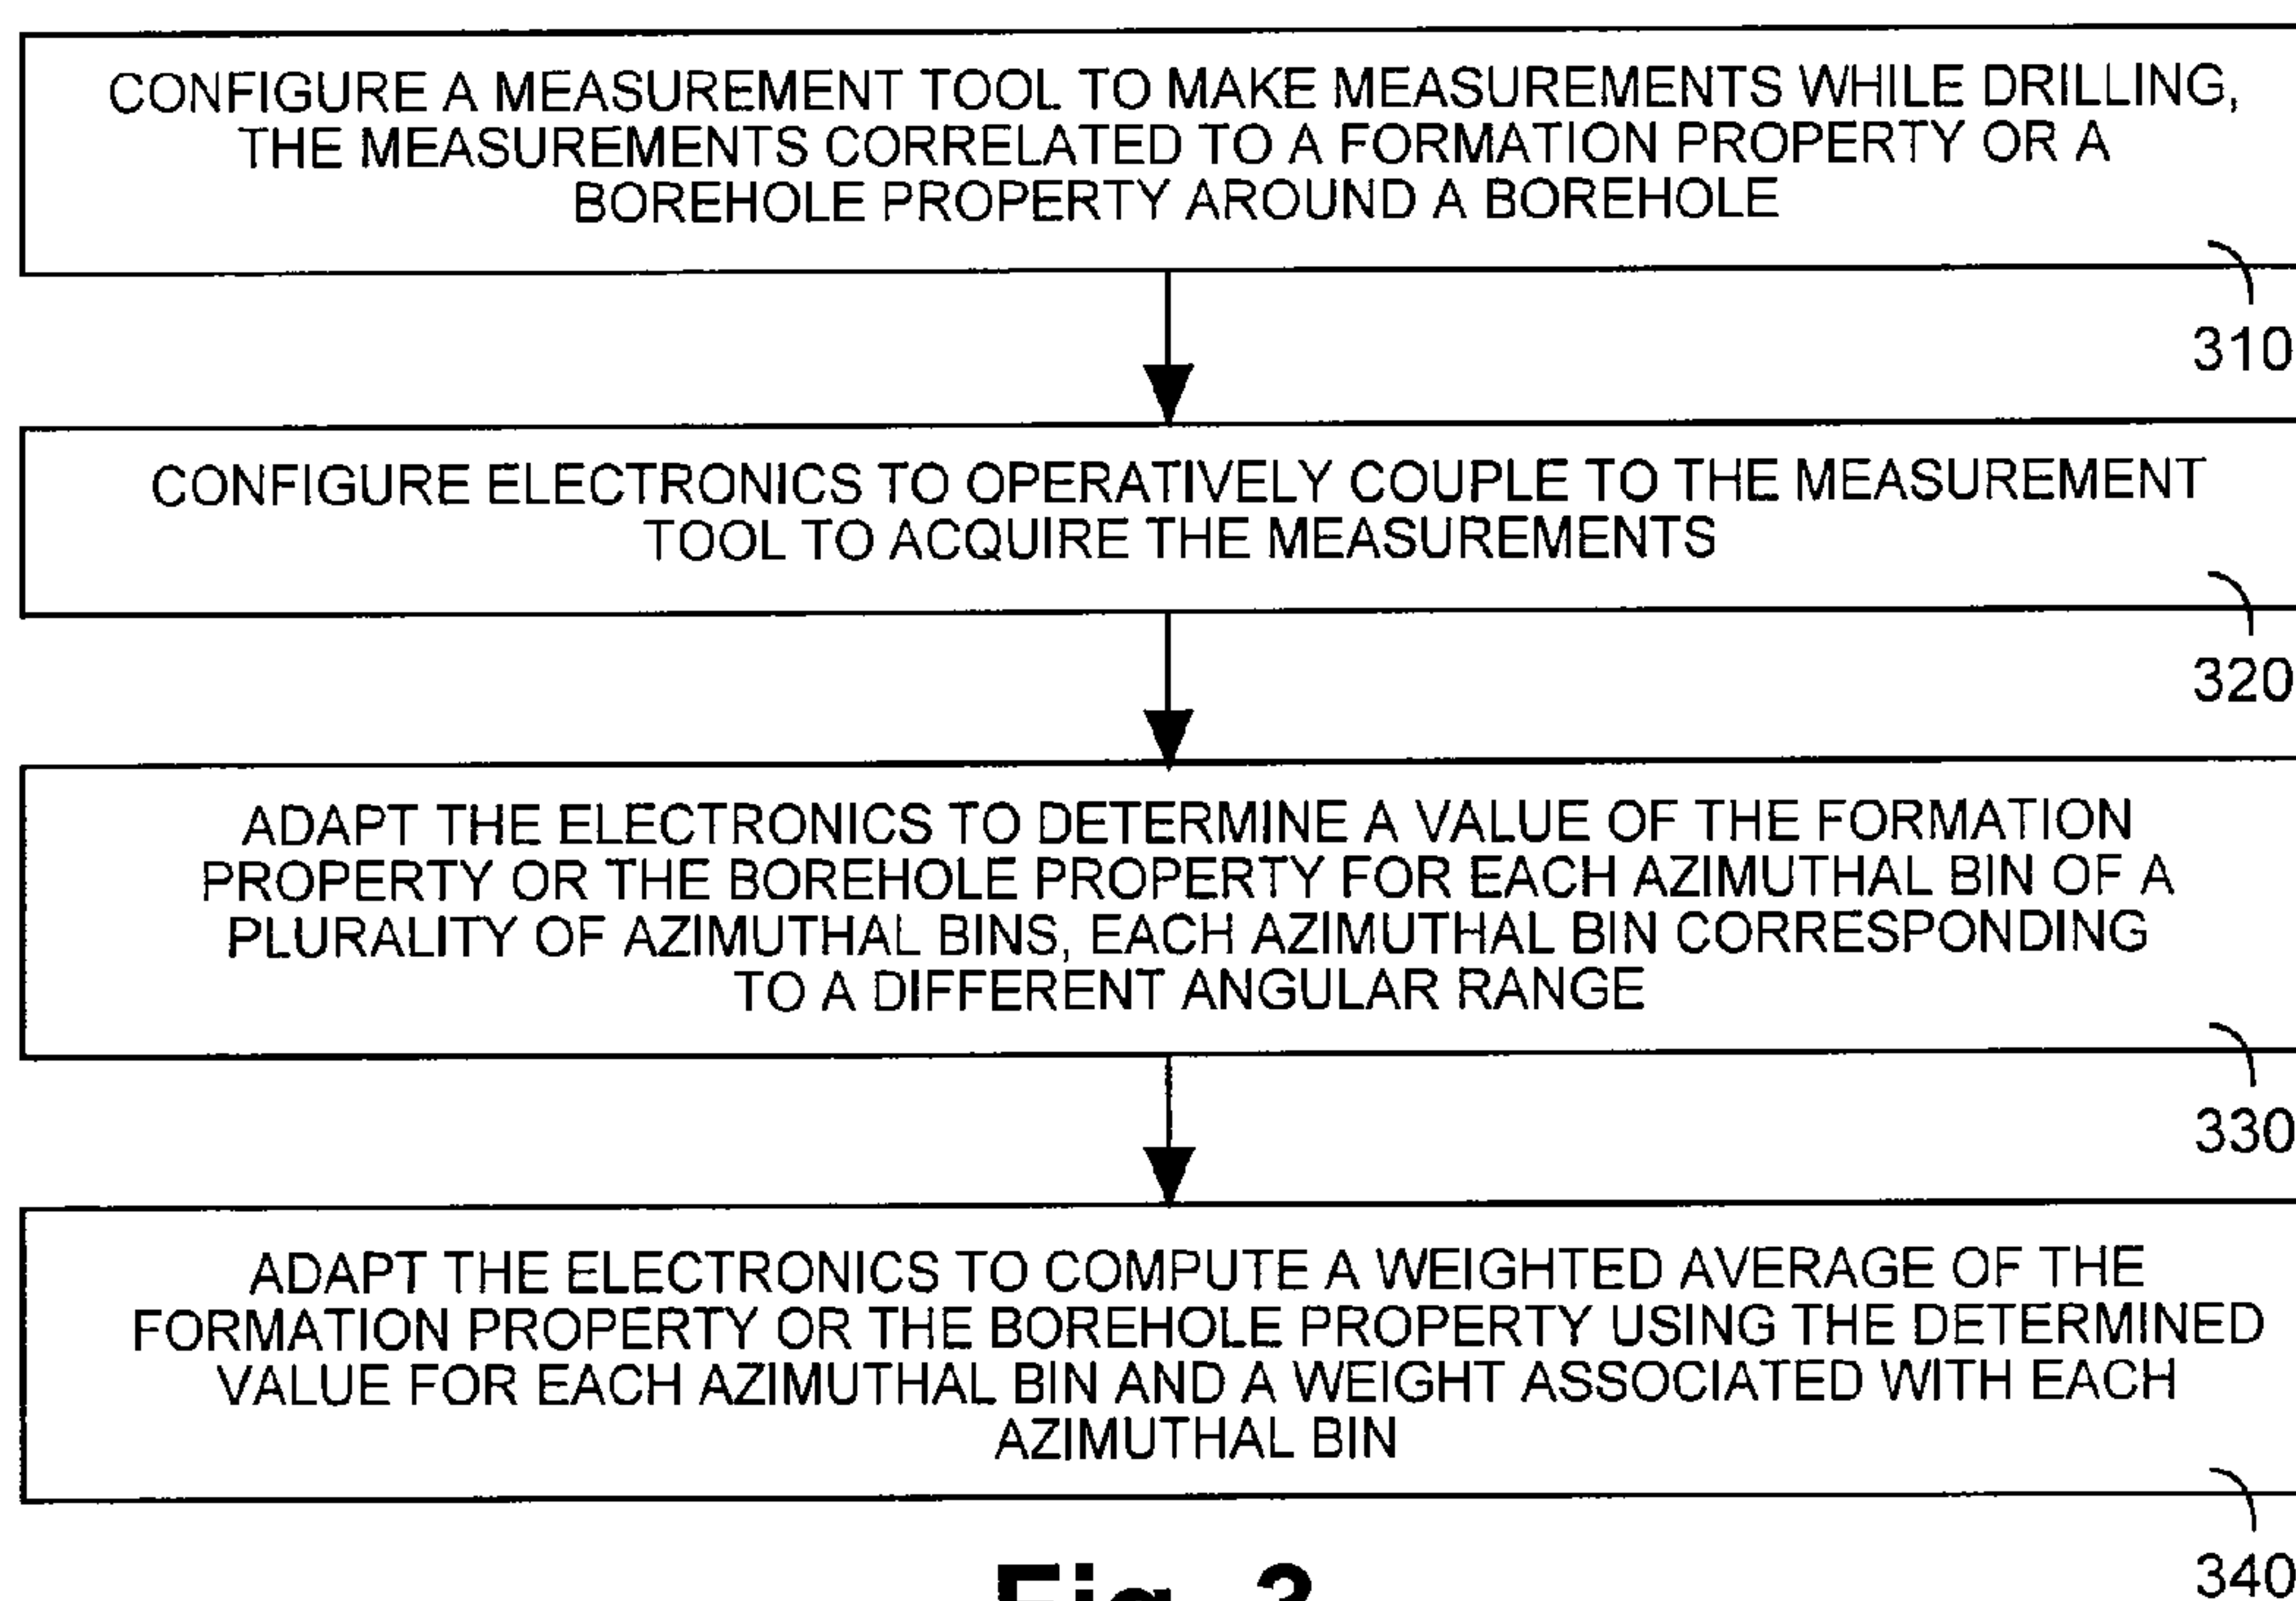 CONFIGURE A MEASUREMENT TOOL TO MAKE MEASUREMENTS WHILE DRILLING,
THE MEASUREMENTS CORRELATED TO A FORMATION PROPERTY OR A
BOREHOLE PROPERTY AROUND A BOREHOLE
310
CONFIGURE ELECTRONICS TO OPERATIVELY COUPLE TO THE MEASUREMENT
TOOL TO ACQUIRE THE MEASUREMENTS
320
ADAPT THE ELECTRONICS TO DETERMINE A VALUE OF THE FORMATION
PROPERTY OR THE BOREHOLE PROPERTY FOR EACH AZIMUTHAL BIN OF A
PLURALITY OF AZIMUTHAL BINS, EACH AZIMUTHAL BIN CORRESPONDING
TO A DIFFERENT ANGULAR RANGE
330
ADAPT THE ELECTRONICS TO COMPUTE A WEIGHTED AVERAGE OF THE
FORMATION PROPERTY OR THE BOREHOLE PROPERTY USING THE DETERMINED
VALUE FOR EACH AZIMUTHAL BIN AND A WEIGHT ASSOCIATED WITH EACH
AZIMUTHAL BIN
340
Fig. 3